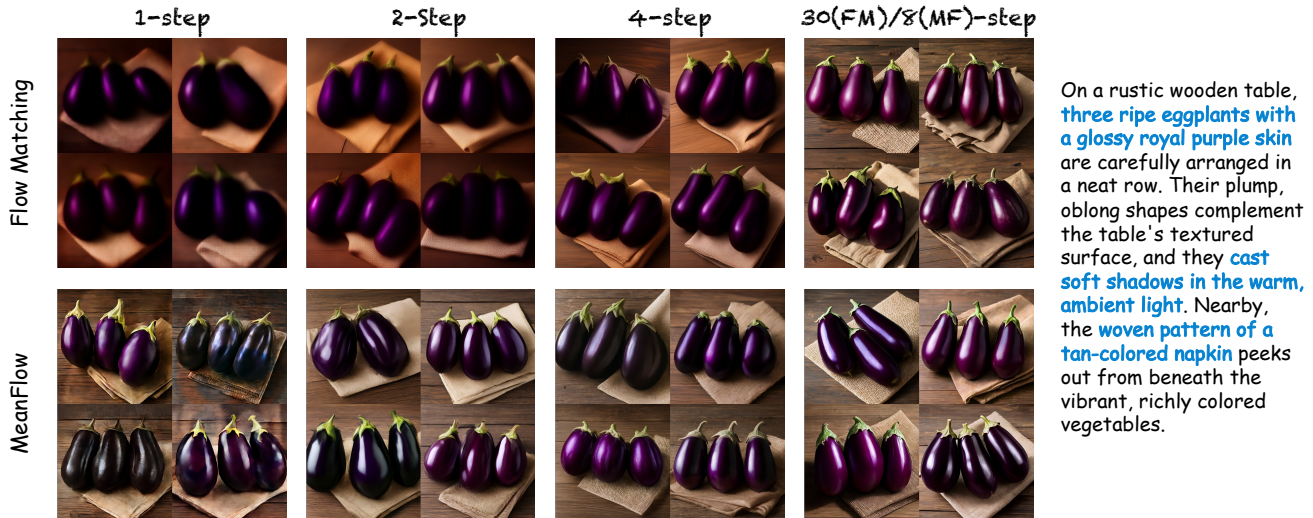 1-step
2-Step
4-step
30(FM)/8(MF)-step
Flow Matching
MeanFlow
On a rustic wooden table,
three ripe eggplants with
a glossy royal purple skin
are carefully arranged in
a neat row. Their plump,
oblong shapes complement
the table's textured
surface, and they cast
soft shadows in the warm,
ambient light. Nearby,
the woven pattern of a
tan-colored napkin peeks
out from beneath the
vibrant, richly colored
vegetables.